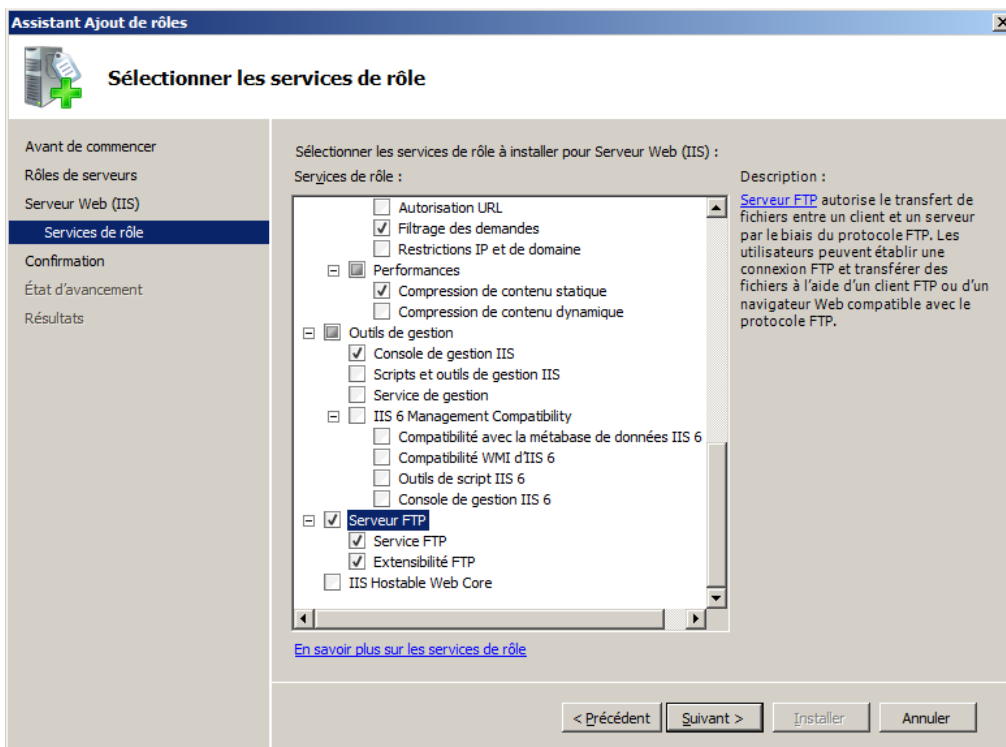 Assistant Ajout de rôles
Sélectionner les services de rôle
Avant de commencer
Rôles de serveurs
Serveur Web (IIS)
Services de rôle
Confirmation
État d'avancement
Résultats
Sélectionner les services de rôle à installer pour Serveur Web (IIS) :
Services de rôle :
Autorisation URL
Filtrage des demandes
Restrictions IP et de domaine
Performances
Compression de contenu statique
Compression de contenu dynamique
Outils de gestion
Console de gestion IIS
Scripts et outils de gestion IIS
Service de gestion
IIS 6 Management Compatibility
Compatibilité avec la métabase de données IIS 6
Compatibilité WMI d'IIS 6
Outils de script IIS 6
Console de gestion IIS 6
Serveur FTP
Service FTP
Extensibilité FTP
IIS Hostable Web Core
En savoir plus sur les services de rôle
Description :
Serveur FTP autorise le transfert de
fichiers entre un client et un serveur
par le biais du protocole FTP. Les
utilisateurs peuvent établir une
connexion FTP et transférer des
fichiers à l'aide d'un client FTP ou d'un
navigateur Web compatible avec le
protocole FTP.
< Précédent
Suivant >
Installer
Annuler